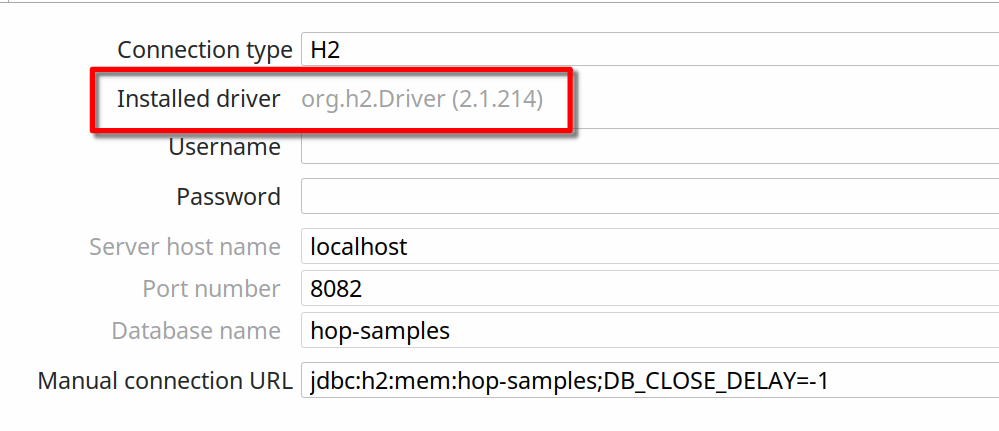 Connection type H2
Installed driver org.h2.Driver (2.1.214)
Username
Password
Server host name localhost
Port number 8082
Database name hop-samples
Manual connection URL jdbc:h2:mem:hop-samples;DB_CLOSE_DELAY=-1